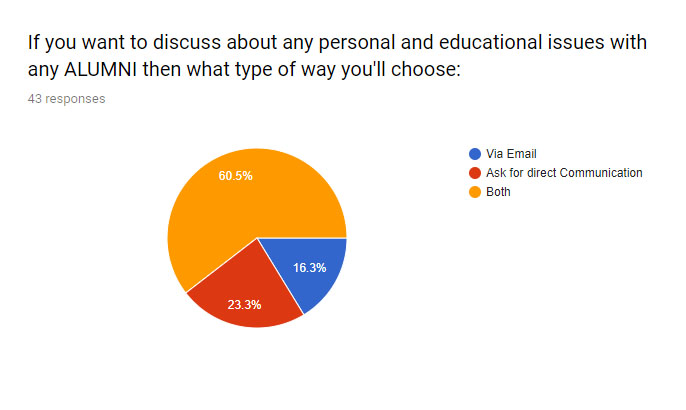 If you want to discuss about any personal and educational issues with
any ALUMNI then what type of way you'll choose:
43 responses
Via Email
Ask for direct Communication
Both
60.5%
16.3%
23.3%